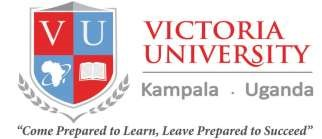 VU
VICTORIA
UNIVERSITY
Kampala . Uganda
"Come Prepared to Learn, Leave Prepared to Succeed"